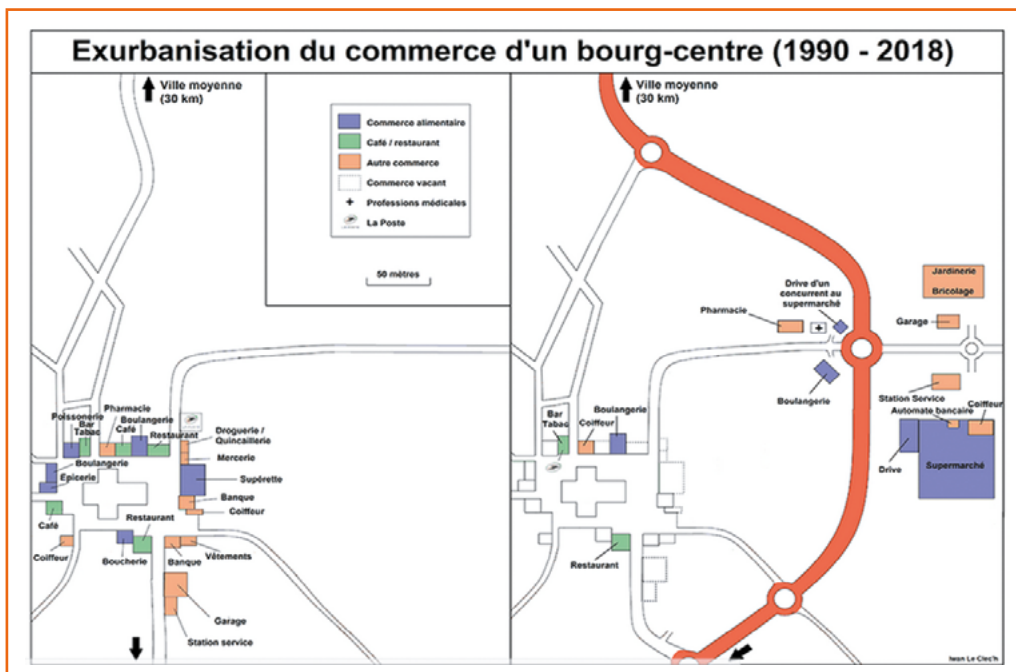 Exurbanisation du commerce d'un bourg-centre (1990 - 2018)
Ville moyenne
(30 km)
Commerce alimentaire
Café / restaurant
Autre commerce
Commerce vacant
Professions médicales
La Poste
50 mètres
Poissonerie
Bar
Tabac
Pharmacie
Café
Boulangerie
Restaurant
Droguerie /
Quincaillerie
Mercerie
Boulangerie
Epicerie
Supérette
Banque
Coiffeur
Café
Restaurant
Coiffeur
Boucherie
Banque
Vêtements
Garage
Station service
Ville moyenne
(30 km)
Jardinerie
Bricolage
Drive d'un
concurrent au
supermarché
Pharmacie
Garage
Boulangerie
Station Service
Automate bancaire
Coiffeur
Drive
Supermarché
Bar
Tabac
Coiffeur
Boulangerie
Restaurant
Iwan Le Clec'h